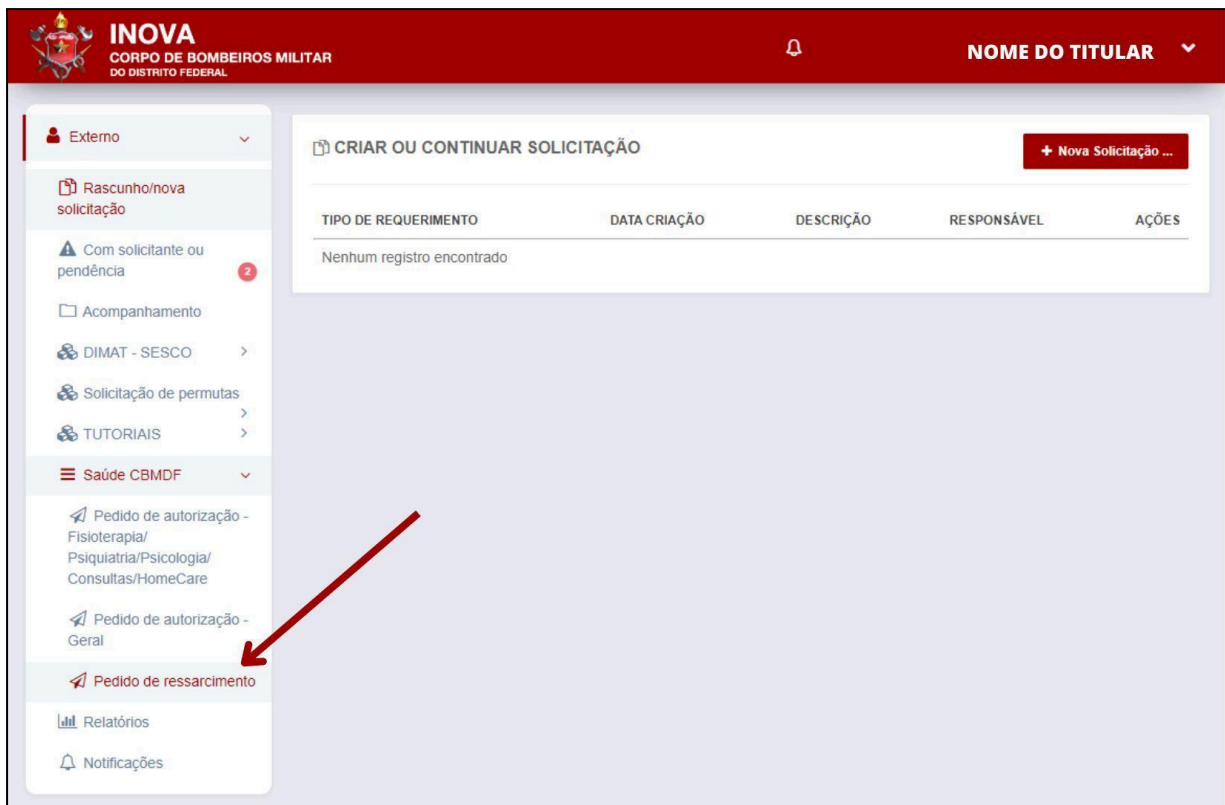 INOVA
CORPO DE BOMBEIROS MILITAR
DO DISTRITO FEDERAL
NOME DO TITULAR
Externo
Rascunho/nova
solicitação
Com solicitante ou
pendência
2
Acompanhamento
DIMAT - SESCO
Solicitação de permutas
TUTORIAIS
Saúde CBMDF
Pedido de autorização -
Fisioterapia/
Psiquiatria/Psicologia/
Consultas/HomeCare
Pedido de autorização -
Geral
Pedido de ressarcimento
Relatórios
Notificações
CRIAR OU CONTINUAR SOLICITAÇÃO
+ Nova Solicitação ...
TIPO DE REQUERIMENTO DATA CRIAÇÃO DESCRIÇÃO RESPONSÁVEL AÇÕES
Nenhum registro encontrado